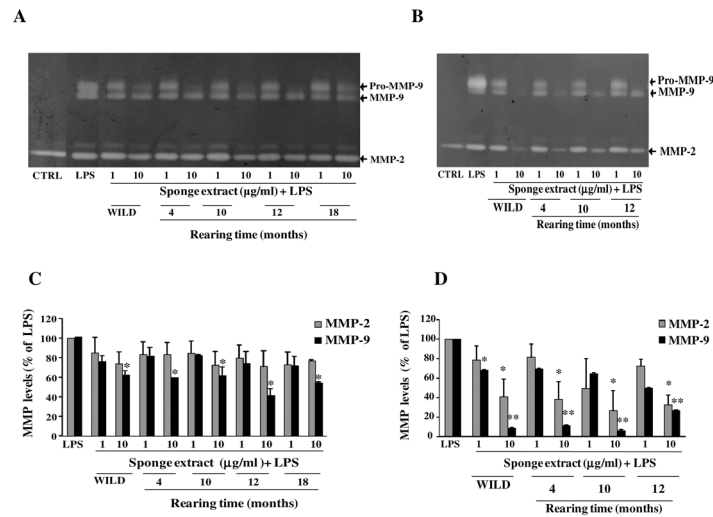 A
Pro-MMP-9
MMP-9
MMP-2
CTRL LPS 1 10 1 10 1 10 1 10 1 10
Sponge extract (µg/ml) + LPS
WILD 4 10 12 18
Rearing time (months)
B
Pro-MMP-9
MMP-9
MMP-2
CTRL LPS 1 10 1 10 1 10 1 10
Sponge extract (µg/ml) + LPS
WILD 4 10 12
Rearing time (months)
C
MMP-2
MMP-9
MMP levels (% of LPS)
120
100
80
60
40
20
0
* * * * *
LPS 1 10 1 10 1 10 1 10 1 10
Sponge extract (µg/ml)+ LPS
WILD 4 10 12 18
Rearing time (months)
D
MMP-2
MMP-9
MMP levels (% of LPS)
120
100
80
60
40
20
0
* * ** * ** * ** * **
LPS 1 10 1 10 1 10 1 10
Sponge extract (µg/ml) + LPS
WILD 4 10 12
Rearing time (months)